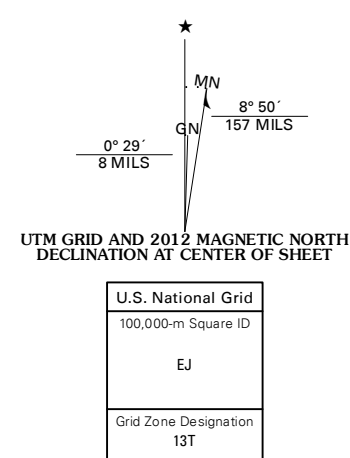 ★
MN
GN
8° 50´
157 MILS
0° 29´
8 MILS
UTM GRID AND 2012 MAGNETIC NORTH
DECLINATION AT CENTER OF SHEET
U.S. National Grid
100,000-m Square ID
EJ
Grid Zone Designation
13T